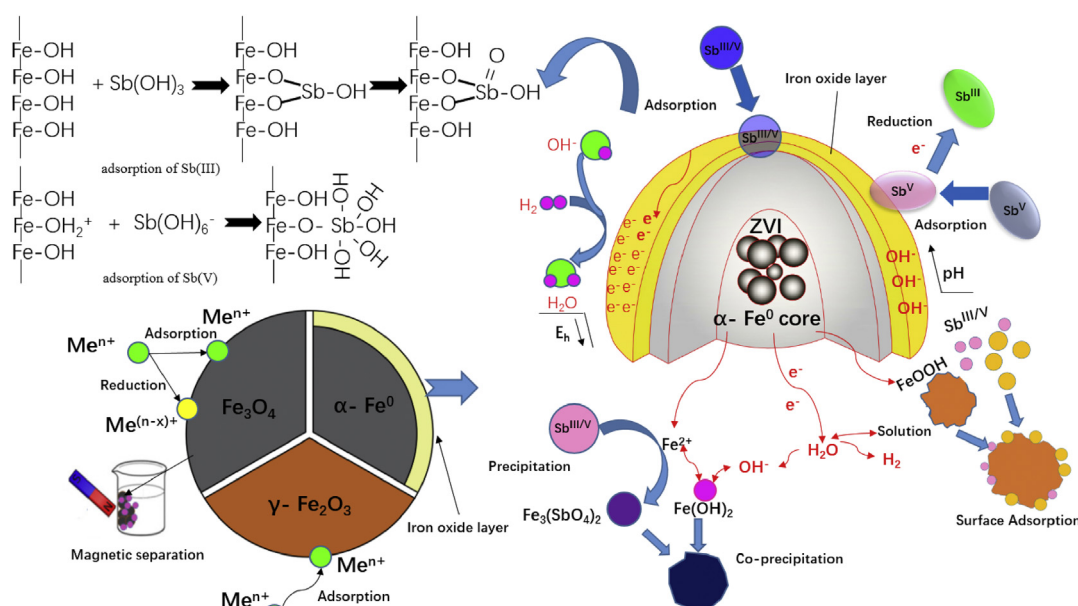 Fe-OH
Fe-OH
Fe-OH
Fe-OH
+ Sb(OH)₃
Fe-OH
Fe-O
Fe-O
Fe-OH
Sb-OH
Fe-OH
Fe-O
Fe-O
Fe-OH
O
Sb-OH
adsorption of Sb(III)
Fe-OH
Fe-OH₂⁺
Fe-OH
+ Sb(OH)₆⁻
Fe-OH
Fe-O- Sb-OH
Fe-OH
OH
OH
OH
OH
adsorption of Sb(V)
Adsorption
OH⁻
H₂
H₂O
Eₕ
Sbᴵᴵᴵ/ⱽ
Sbᴵᴵᴵ/ⱽ
Iron oxide layer
Reduction
e⁻
Sbᴵᴵᴵ
Sbⱽ
Sbⱽ
Adsorption
pH
e⁻ e⁻
e⁻ e⁻
e⁻ e⁻
e⁻e⁻
e⁻e⁻
e⁻e⁻
OH⁻
OH⁻
OH⁻
ZVI
α- Fe⁰ core
Meⁿ⁺
Adsorption
Meⁿ⁺
Reduction
Me⁽ⁿ⁻ˣ⁾⁺
Fe₃O₄
α- Fe⁰
γ- Fe₂O₃
Iron oxide layer
Magnetic separation
N
Meⁿ⁺
Meⁿ⁺
Adsorption
Sbᴵᴵᴵ/ⱽ
Precipitation
Fe₃(SbO₄)₂
Fe²⁺
Fe(OH)₂
OH⁻
e⁻
e⁻
H₂O
H₂
Solution
Co-precipitation
FeOOH
Sbᴵᴵᴵ/ⱽ
Surface Adsorption